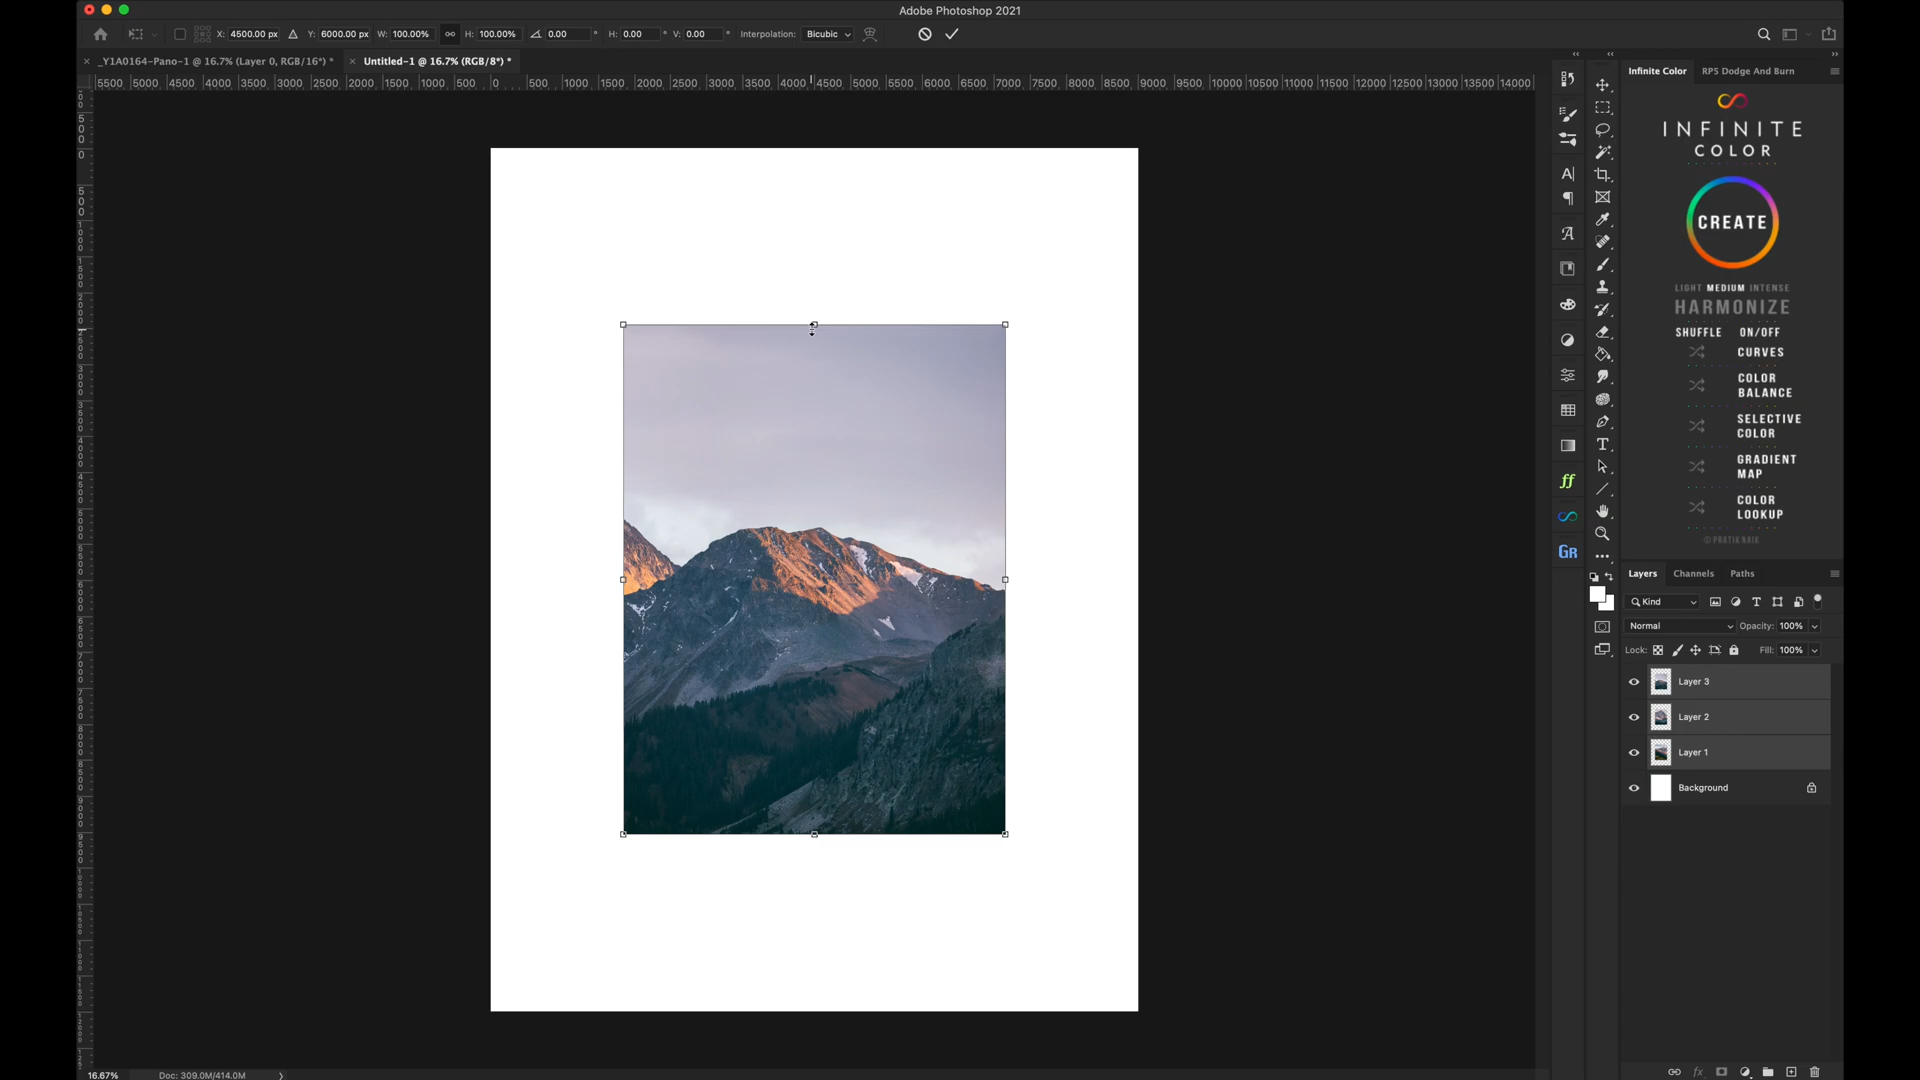 Adobe Photoshop 2021
X: 4500.00 px Y: 6000.00 px W: 100.00% H: 100.00% 0.00 ° H: 0.00 ° V: 0.00 ° Interpolation: Bicubic
× _Y1A0164-Pano-1 @ 16.7% (Layer 0, RGB/16*) * × Untitled-1 @ 16.7% (RGB/8*) *
5500 5000 4500 4000 3500 3000 2500 2000 1500 1000 500 0 500 1000 1500 2000 2500 3000 3500 4000 4500 5000 5500 6000 6500 7000 7500 8000 8500 9000 9500 10000 10500 11000 11500 12000 12500 13000 13500 14000
Infinite Color RPS Dodge And Burn
INFINITE
COLOR
CREATE
LIGHT MEDIUM INTENSE
HARMONIZE
SHUFFLE ON/OFF
CURVES
COLOR
BALANCE
SELECTIVE
COLOR
GRADIENT
MAP
COLOR
LOOKUP
© PRATIK NAIK
ff
Gr
Layers Channels Paths
Kind
Normal Opacity: 100%
Lock: Fill: 100%
Layer 3
Layer 2
Layer 1
Background
fx
16.67% Doc: 309.0M/414.0M